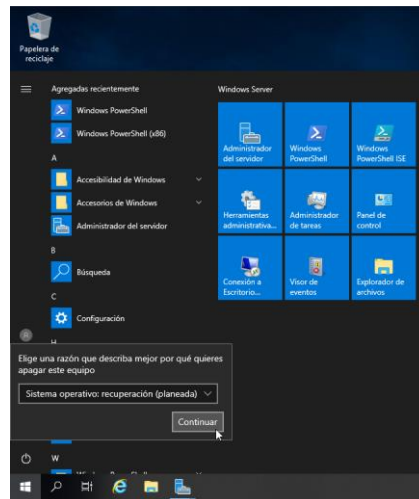 Papelera de
reciclaje
Agregadas recientemente
Windows PowerShell
Windows PowerShell (x86)
A
Accesibilidad de Windows
Accesorios de Windows
Administrador del servidor
B
Búsqueda
C
Configuración
H
Windows Server
Administrador
del servidor
Windows
PowerShell
Windows
PowerShell ISE
Herramientas
administrativa...
Administrador
de tareas
Panel de
control
Conexión a
Escritorio...
Visor de
eventos
Explorador de
archivos
Elige una razón que describa mejor por qué quieres
apagar este equipo
Sistema operativo: recuperación (planeada)
Continuar
W